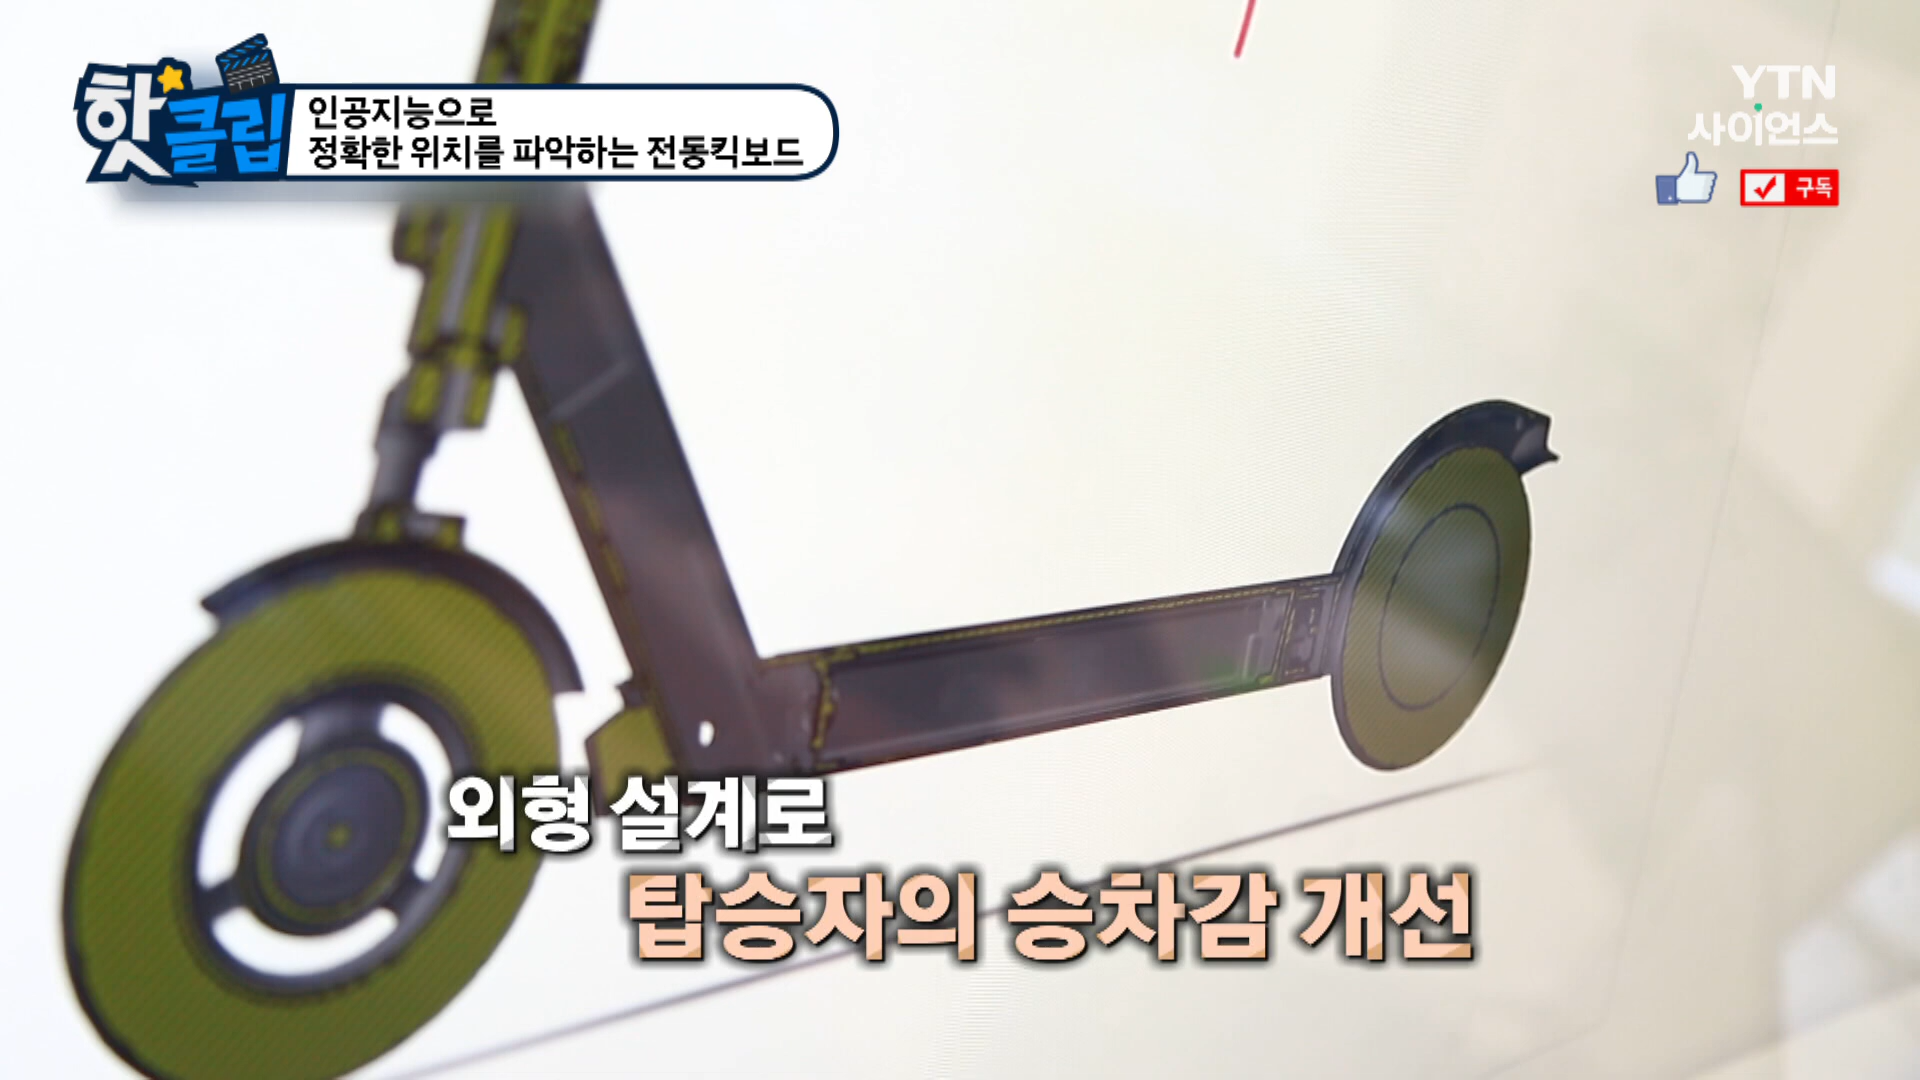 핫클립
인공지능으로
정확한 위치를 파악하는 전동킥보드
YTN
사이언스
구독
외형 설계로
탑승자의 승차감 개선